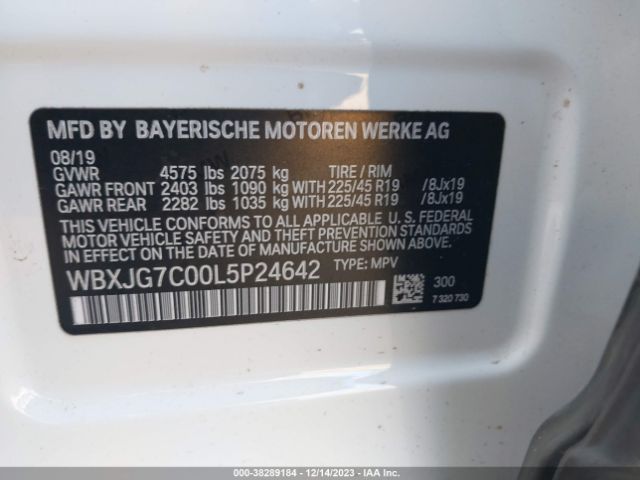 MFD BY BAYERISCHE MOTOREN WERKE AG
08/19
GVWR 4575 lbs 2075 kg TIRE / RIM
GAWR FRONT 2403 lbs 1090 kg WITH 225/45 R19 /8Jx19
GAWR REAR 2282 lbs 1035 kg WITH 225/45 R19 /8Jx19
THIS VEHICLE CONFORMS TO ALL APPLICABLE U. S. FEDERAL
MOTOR VEHICLE SAFETY, BUMPER, AND THEFT PREVENTION STANDARDS
IN EFFECT ON THE DATE OF MANUFACTURE SHOWN ABOVE.
WBXJG7C00L5P24642 TYPE: MPV
300
7 320 730
000-38289184 - 12/14/2023 - IAA Inc.